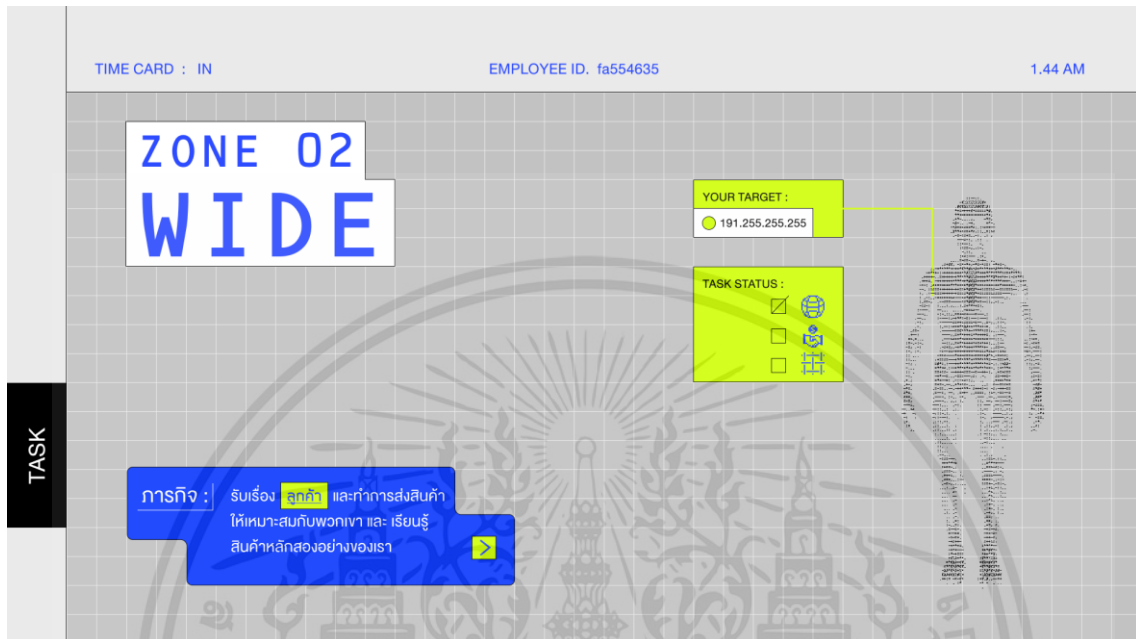 TIME CARD : IN
EMPLOYEE ID. fa554635
1.44 AM
ZONE 02
WIDE
YOUR TARGET :
191.255.255.255
TASK STATUS :
TASK
ภารกิจ :
รับเรื่อง ลูกค้า และทำการส่งสินค้า
ให้เหมาะสมกับพวกเขา และ เรียนรู้
สินค้าหลักสองอย่างของเรา